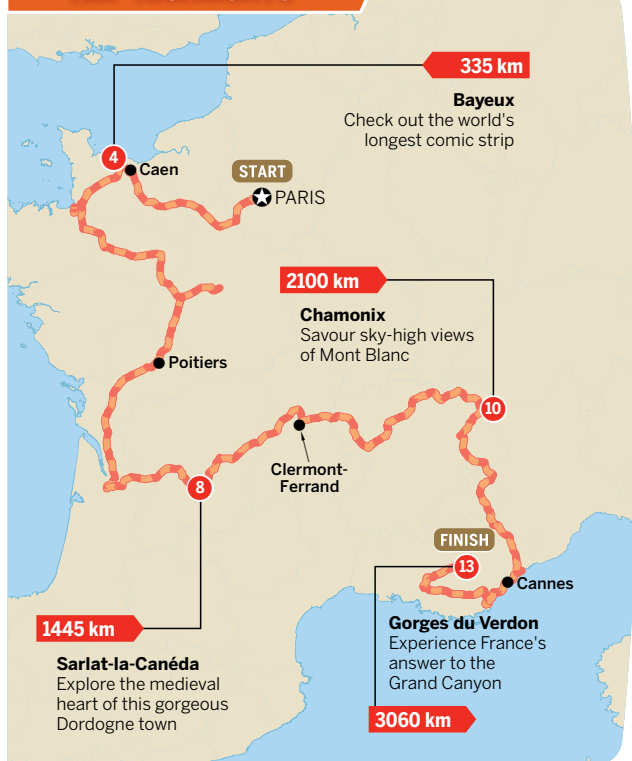 335 km
Bayeux
Check out the world's
longest comic strip
4
Caen
START
PARIS
2100 km
Chamonix
Savour sky-high views
of Mont Blanc
Poitiers
10
Clermont-
Ferrand
8
FINISH
13
Cannes
1445 km
Sarlat-la-Canéda
Explore the medieval
heart of this gorgeous
Dordogne town
Gorges du Verdon
Experience France's
answer to the
Grand Canyon
3060 km